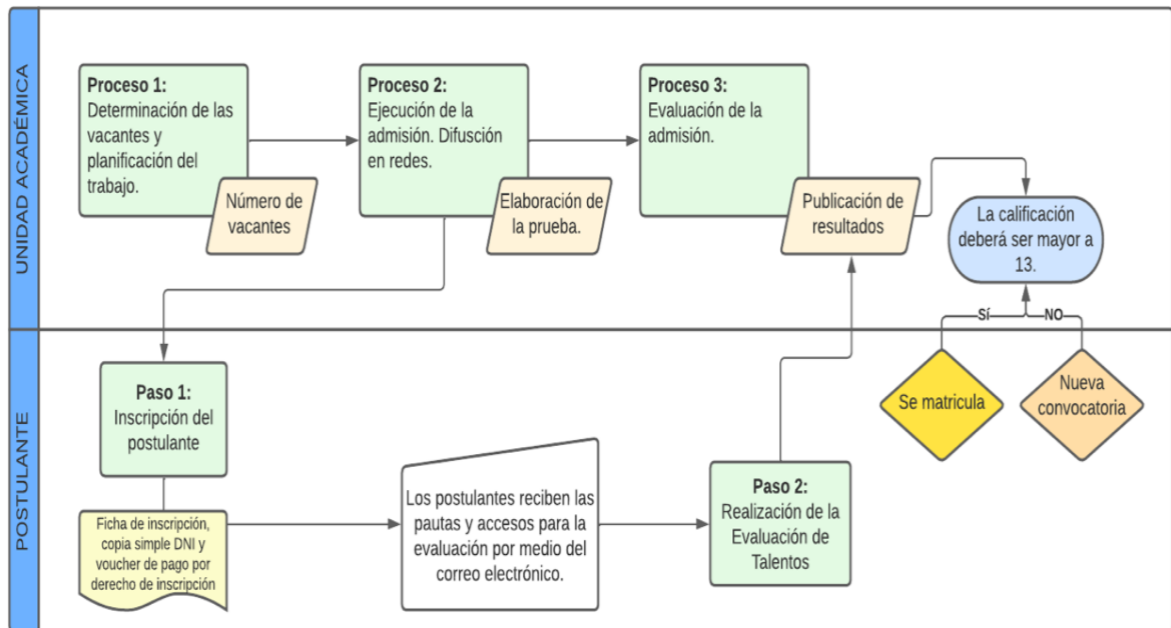 UNIDAD ACADÉMICA
Proceso 1:
Determinación de las
vacantes y
planificación del
trabajo.
Número de
vacantes
Proceso 2:
Ejecución de la
admisión. Difusción
en redes.
Elaboración de
la prueba.
Proceso 3:
Evaluación de la
admisión.
Publicación de
resultados
La calificación
deberá ser mayor a
13.
Sí
NO
Se matricula
Nueva
convocatoria
POSTULANTE
Paso 1:
Inscripción del
postulante
Ficha de inscripción,
copia simple DNI y
voucher de pago por
derecho de inscripción
Los postulantes reciben las
pautas y accesos para la
evaluación por medio del
correo electrónico.
Paso 2:
Realización de la
Evaluación de
Talentos